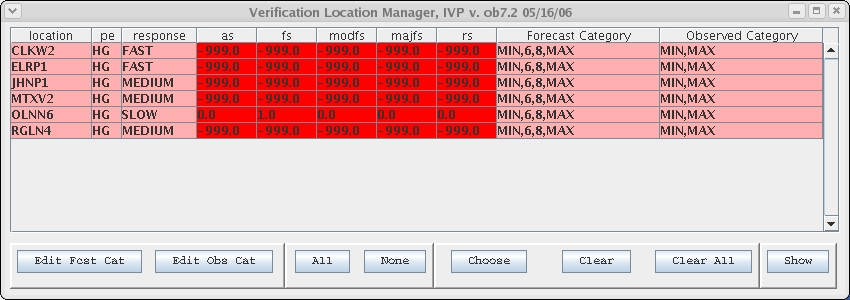 Verification Location Manager, IVP v. ob7.2 05/16/06
location pe response as fs modfs majfs rs Forecast Category Observed Category
CLKW2 HG FAST -999.0 -999.0 -999.0 -999.0 -999.0 MIN,6,8,MAX MIN,MAX
ELRP1 HG FAST -999.0 -999.0 -999.0 -999.0 -999.0 MIN,6,8,MAX MIN,MAX
JHNP1 HG MEDIUM -999.0 -999.0 -999.0 -999.0 -999.0 MIN,6,8,MAX MIN,MAX
MTXV2 HG MEDIUM -999.0 -999.0 -999.0 -999.0 -999.0 MIN,6,8,MAX MIN,MAX
OLNN6 HG SLOW 0.0 1.0 0.0 0.0 0.0 MIN,6,8,MAX MIN,MAX
RGLN4 HG MEDIUM -999.0 -999.0 -999.0 -999.0 -999.0 MIN,6,8,MAX MIN,MAX
Edit Fcst Cat Edit Obs Cat All None Choose Clear Clear All Show